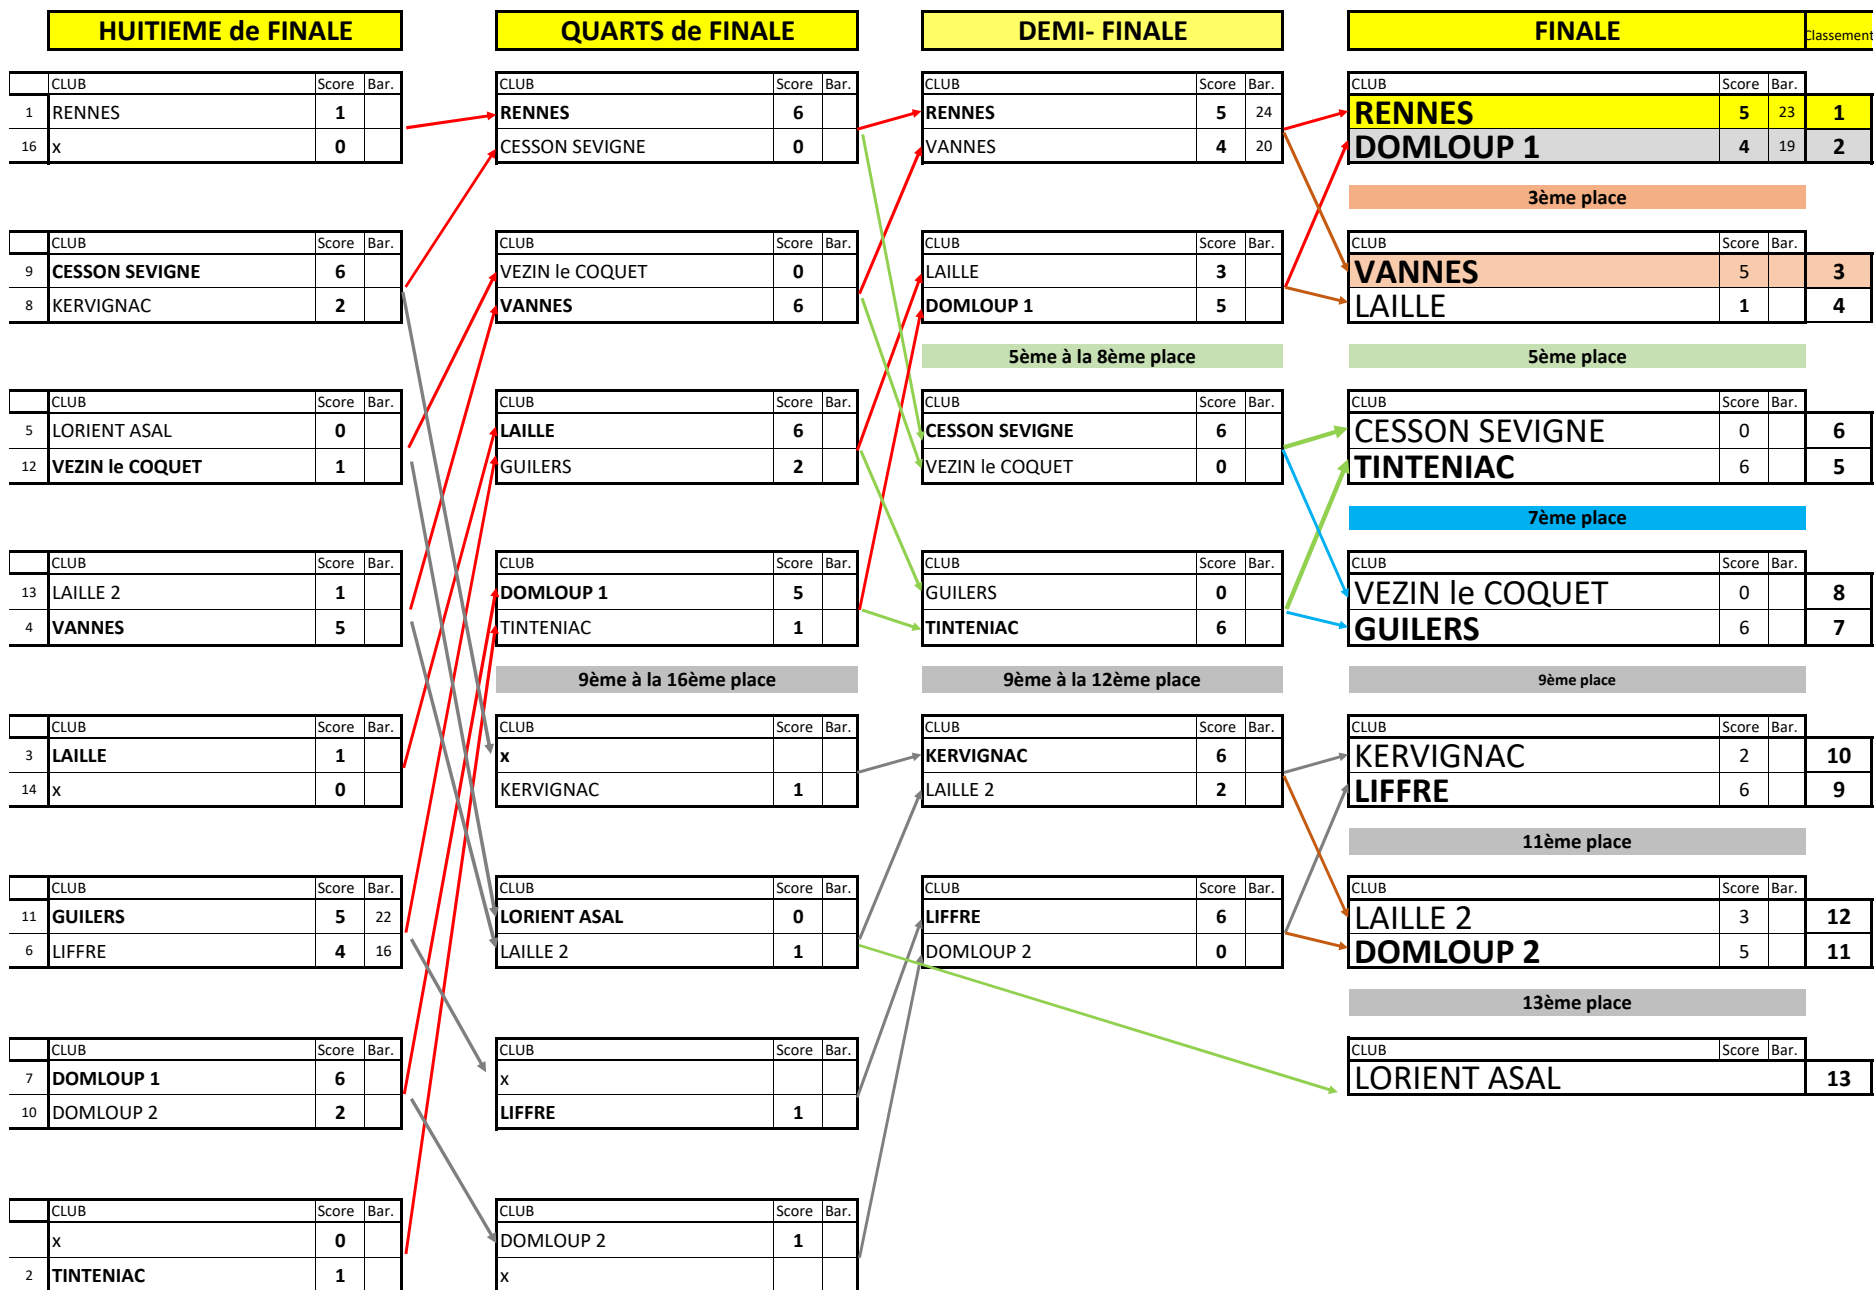 HUITIEME de FINALE
CLUB Score Bar.
1 RENNES 1
16 x 0
CLUB Score Bar.
9 CESSON SEVIGNE 6
8 KERVIGNAC 2
CLUB Score Bar.
5 LORIENT ASAL 0
12 VEZIN le COQUET 1
CLUB Score Bar.
13 LAILLE 2 1
4 VANNES 5
CLUB Score Bar.
3 LAILLE 1
14 x 0
CLUB Score Bar.
11 GUILERS 5 22
6 LIFFRE 4 16
CLUB Score Bar.
7 DOMLOUP 1 6
10 DOMLOUP 2 2
CLUB Score Bar.
x 0
2 TINTENIAC 1
QUARTS de FINALE
CLUB Score Bar.
RENNES 6
CESSON SEVIGNE 0
CLUB Score Bar.
VEZIN le COQUET 0
VANNES 6
CLUB Score Bar.
LAILLE 6
GUILERS 2
CLUB Score Bar.
DOMLOUP 1 5
TINTENIAC 1
9ème à la 16ème place
CLUB Score Bar.
x
KERVIGNAC 1
CLUB Score Bar.
LORIENT ASAL 0
LAILLE 2 1
CLUB Score Bar.
x
LIFFRE 1
CLUB Score Bar.
DOMLOUP 2 1
x
DEMI- FINALE
CLUB Score Bar.
RENNES 5 24
VANNES 4 20
CLUB Score Bar.
LAILLE 3
DOMLOUP 1 5
5ème à la 8ème place
CLUB Score Bar.
CESSON SEVIGNE 6
VEZIN le COQUET 0
CLUB Score Bar.
GUILERS 0
TINTENIAC 6
9ème à la 12ème place
CLUB Score Bar.
KERVIGNAC 6
LAILLE 2 2
CLUB Score Bar.
LIFFRE 6
DOMLOUP 2 0
FINALE Classement
CLUB Score Bar.
RENNES 5 23 1
DOMLOUP 1 4 19 2
3ème place
CLUB Score Bar.
VANNES 5 3
LAILLE 1 4
5ème place
CLUB Score Bar.
CESSON SEVIGNE 0 6
TINTENIAC 6 5
7ème place
CLUB Score Bar.
VEZIN le COQUET 0 8
GUILERS 6 7
9ème place
CLUB Score Bar.
KERVIGNAC 2 10
LIFFRE 6 9
11ème place
CLUB Score Bar.
LAILLE 2 3 12
DOMLOUP 2 5 11
13ème place
CLUB Score Bar.
LORIENT ASAL 13